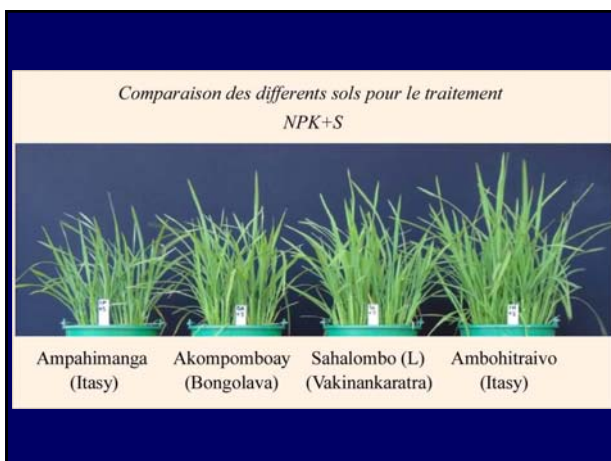 Comparaison des differents sols pour le traitement
NPK+S
Ampahimanga Akompomboay Sahalombo (L) Ambohitraivo
(Itasy) (Bongolava) (Vakinankaratra) (Itasy)